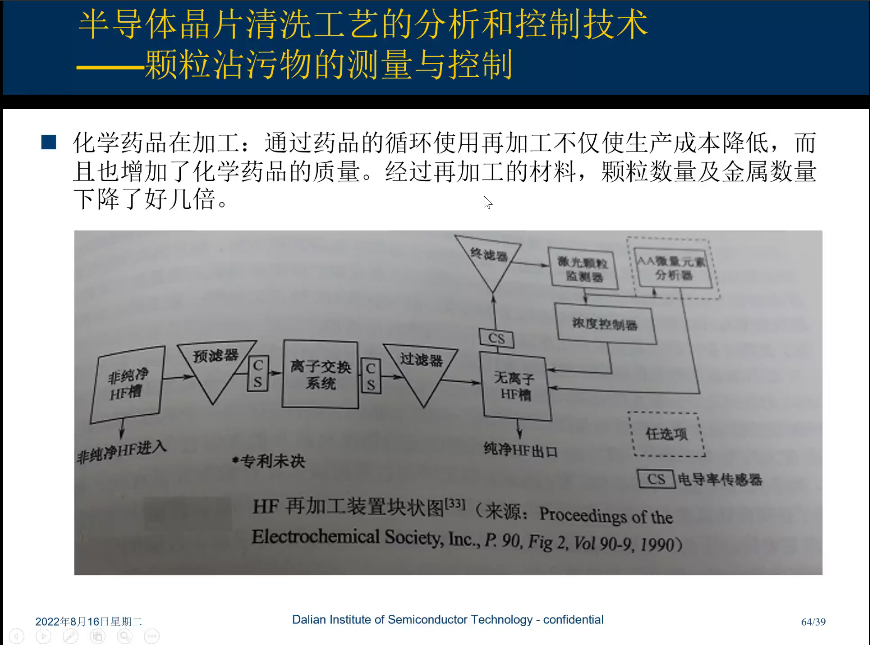 半导体晶片清洗工艺的分析和控制技术
——颗粒沾污物的测量与控制
化学药品在加工：通过药品的循环使用再加工不仅使生产成本降低，而
且也增加了化学药品的质量。经过再加工的材料，颗粒数量及金属数量
下降了好几倍。
终滤器
激光颗粒
监测器
AA微量元素
分析器
浓度控制器
CS
非纯净
HF槽
预滤器
C
S
离子交换
系统
C
S
过滤器
无离子
HF槽
任选项
非纯净HF进入
*专利未决
纯净HF出口
CS 电导率传感器
HF 再加工装置块状图[33]（来源：Proceedings of the
Electrochemical Society, Inc., P. 90, Fig 2, Vol 90-9, 1990）
2022年8月16日星期二
Dalian Institute of Semiconductor Technology - confidential
64/39